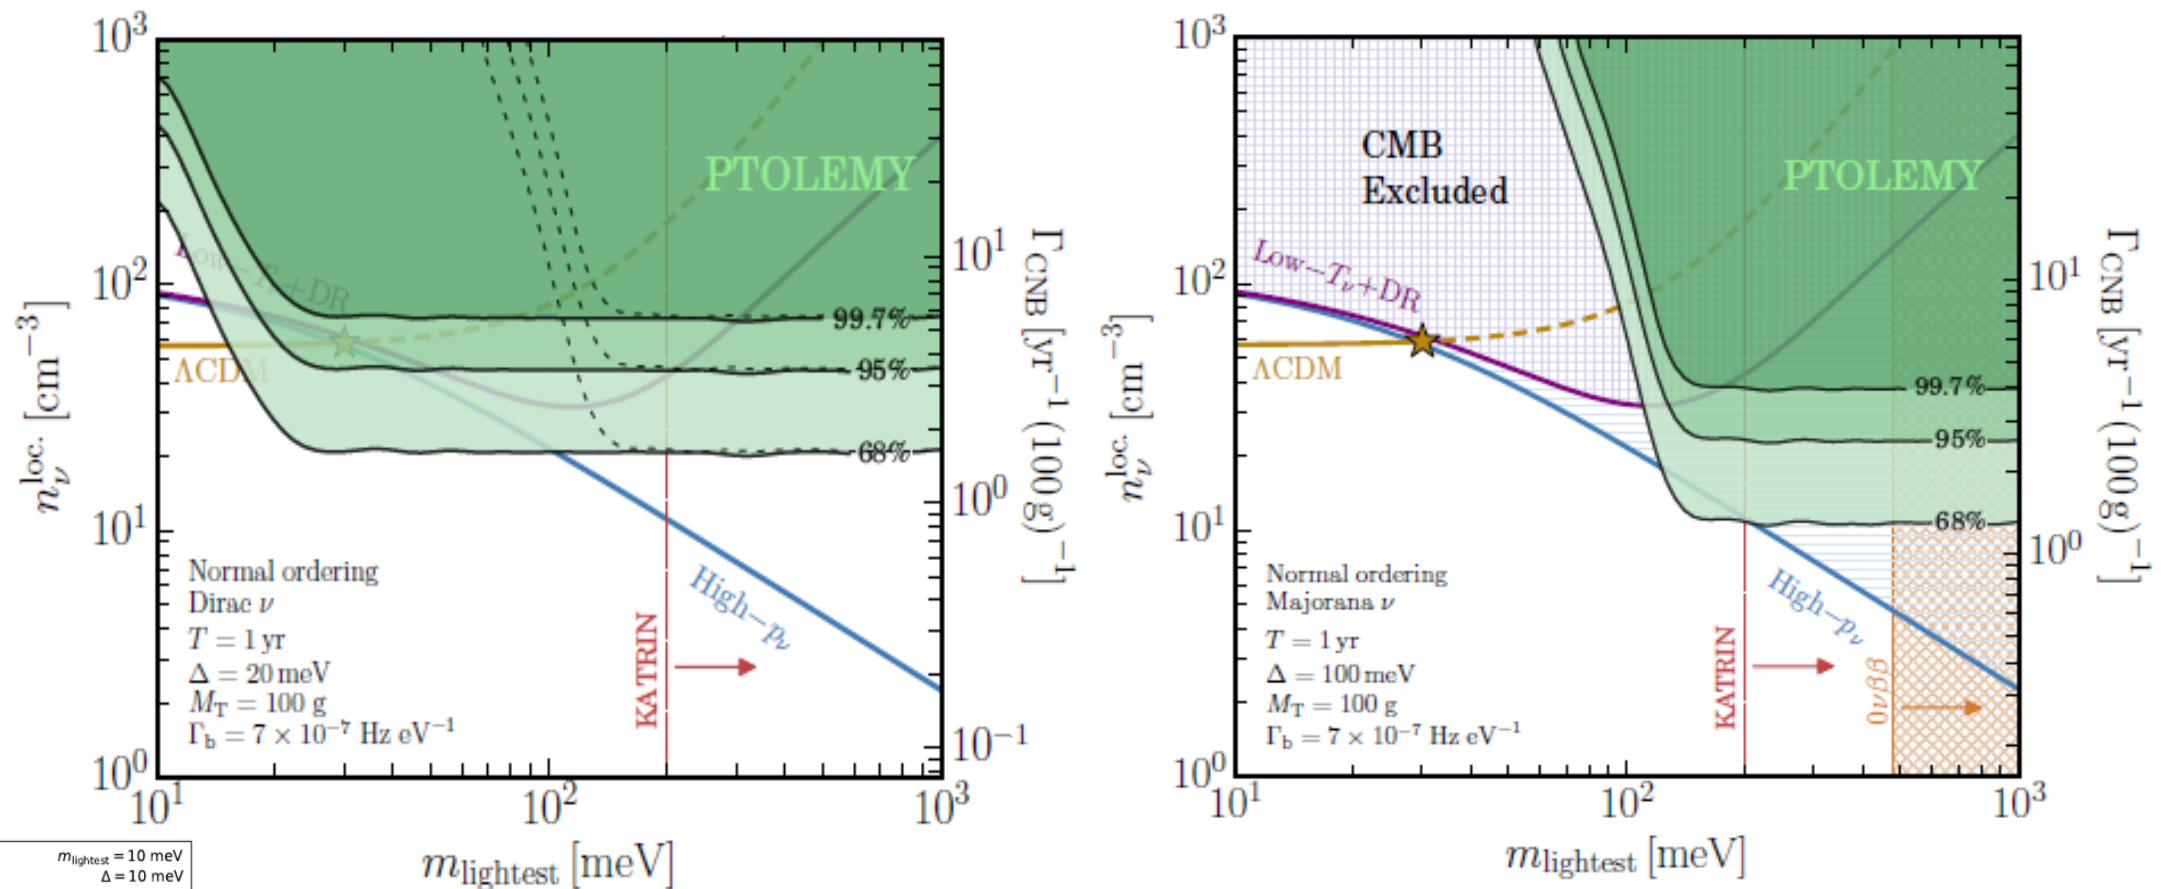 10³
10²
10¹
10⁰
n_ν^loc. [cm⁻³]
PTOLEMY
Low−T_ν+DR
ΛCDM
99.7%
95%
68%
High−p_ν
KATRIN
Normal ordering
Dirac ν
T = 1 yr
Δ = 20 meV
M_T = 100 g
Γ_b = 7 × 10⁻⁷ Hz eV⁻¹
10¹
10⁰
10⁻¹
Γ_CNB [yr⁻¹ (100 g)⁻¹]
10¹
10²
10³
m_lightest [meV]
m_lightest = 10 meV
Δ = 10 meV
10³
10²
10¹
10⁰
n_ν^loc. [cm⁻³]
CMB
Excluded
PTOLEMY
Low−T_ν+DR
ΛCDM
99.7%
95%
68%
High−p_ν
KATRIN
0νββ
Normal ordering
Majorana ν
T = 1 yr
Δ = 100 meV
M_T = 100 g
Γ_b = 7 × 10⁻⁷ Hz eV⁻¹
10¹
10⁰
Γ_CNB [yr⁻¹ (100 g)⁻¹]
10¹
10²
10³
m_lightest [meV]